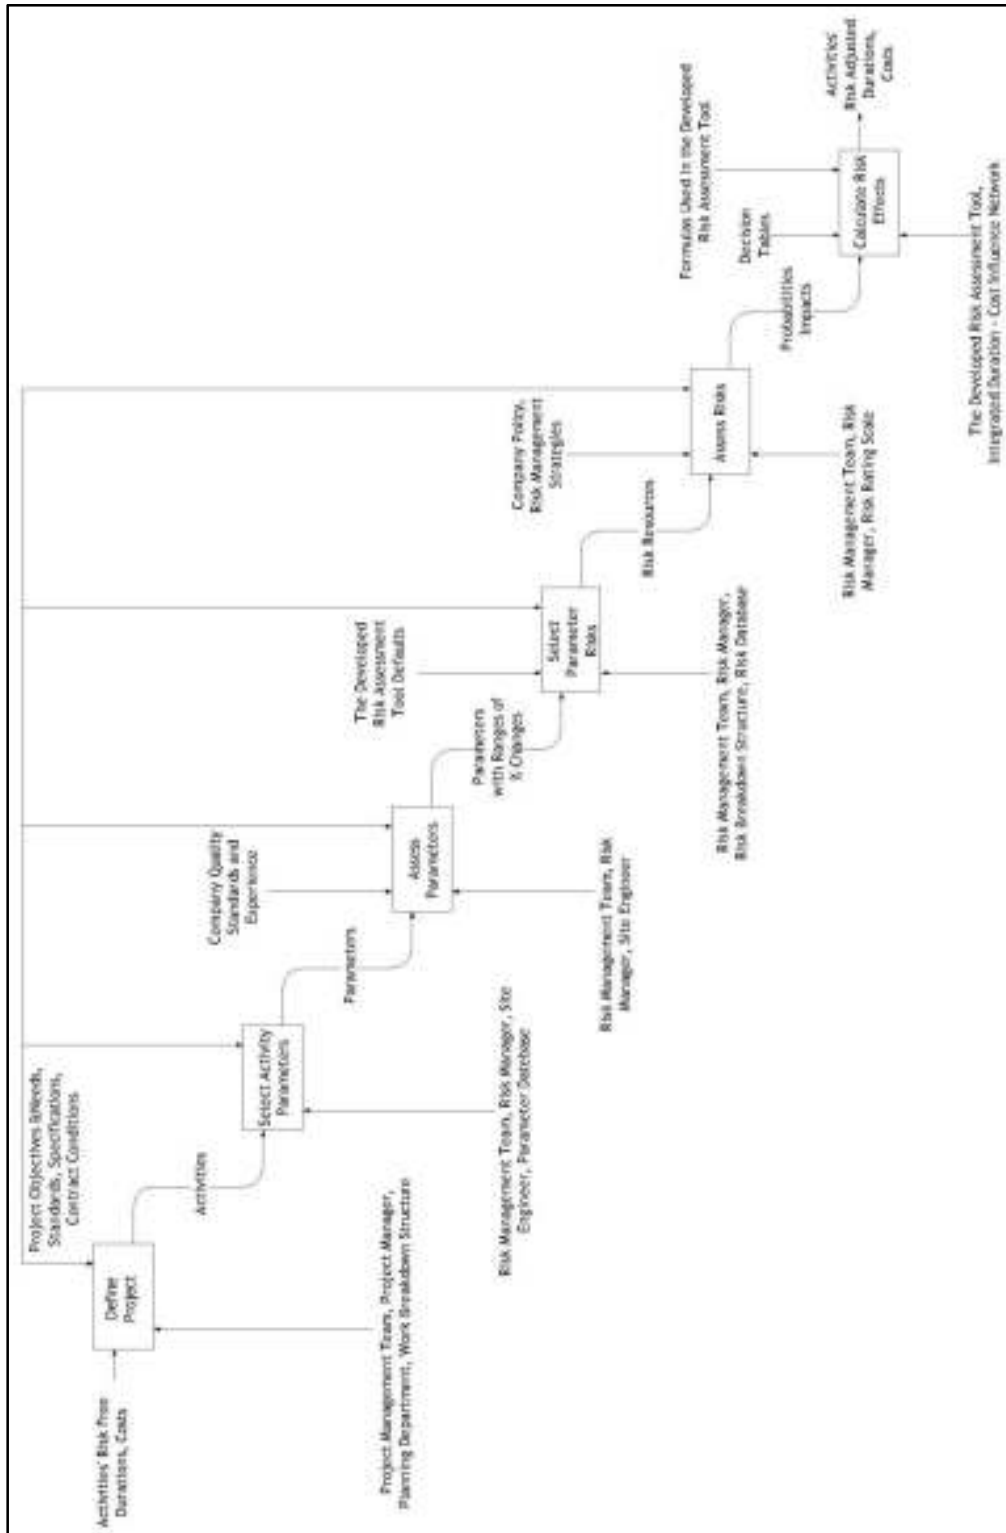 Activities' Risk Free
Durations, Costs
Define
Project
Project Objectives &Needs,
Standards, Specifications,
Contract Conditions
Project Management Team, Project Manager,
Planning Department, Work Breakdown Structure
Activities
Select Activity
Parameters
Risk Management Team, Risk Manager, Site
Engineer, Parameter Database
Parameters
Company Quality
Standards and
Experience
Assess
Parameters
Risk Management Team, Risk
Manager, Site Engineer
Parameters
with Ranges of
% Changes
The Developed
Risk Assessment
Tool Defaults
Select
Parameter
Risks
Risk Management Team, Risk Manager,
Risk Breakdown Structure, Risk Database
Risk Resources
Company Policy,
Risk Management
Strategies
Assess Risks
Risk Management Team, Risk
Manager, Risk Rating Scale
Probabilities
Impacts
Decision
Tables
Formulas Used in the Developed
Risk Assessment Tool
Calculate Risk
Effects
The Developed Risk Assessment Tool,
Integrated Duration - Cost Influence Network
Activities'
Risk Adjusted
Durations,
Costs